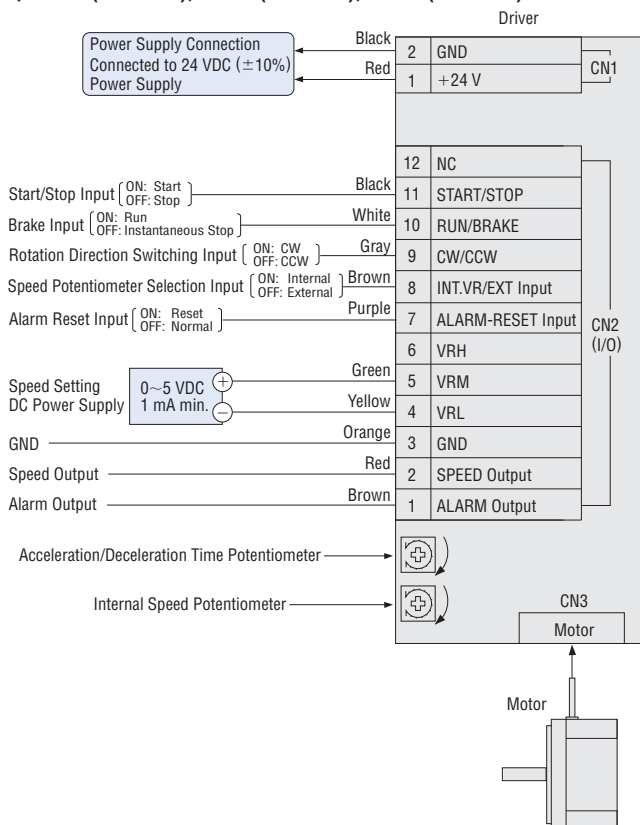 Driver
Power Supply Connection
Connected to 24 VDC (±10%)
Power Supply
Black
2 GND
Red
1 +24 V
CN1
12 NC
Start/Stop Input [ON: Start OFF: Stop]
Black
11 START/STOP
Brake Input [ON: Run OFF: Instantaneous Stop]
White
10 RUN/BRAKE
Rotation Direction Switching Input [ON: CW OFF: CCW]
Gray
9 CW/CCW
Speed Potentiometer Selection Input [ON: Internal OFF: External]
Brown
8 INT.VR/EXT Input
Alarm Reset Input [ON: Reset OFF: Normal]
Purple
7 ALARM-RESET Input
CN2
(I/O)
6 VRH
Speed Setting
DC Power Supply
0~5 VDC
1 mA min.
+
−
Green
5 VRM
Yellow
4 VRL
GND
Orange
3 GND
Speed Output
Red
2 SPEED Output
Alarm Output
Brown
1 ALARM Output
Acceleration/Deceleration Time Potentiometer
Internal Speed Potentiometer
CN3
Motor
Motor